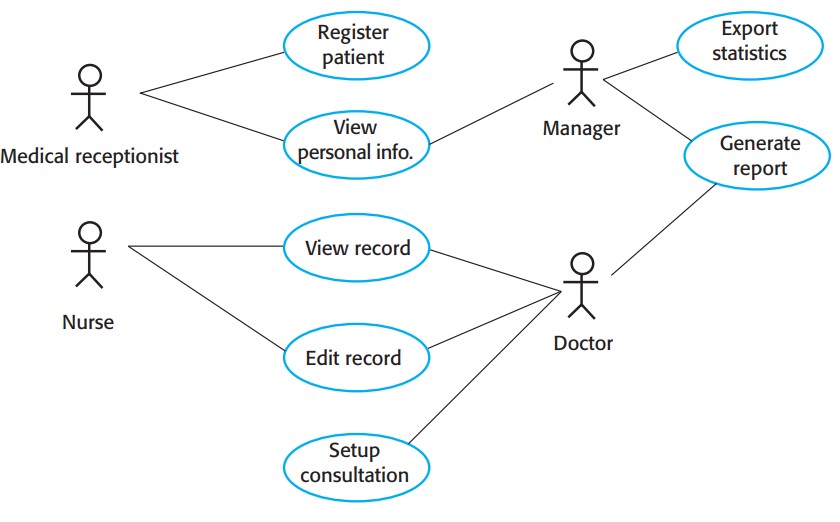 Register
patient
Export
statistics
Medical receptionist
View
personal info.
Manager
Generate
report
Nurse
View record
Doctor
Edit record
Setup
consultation